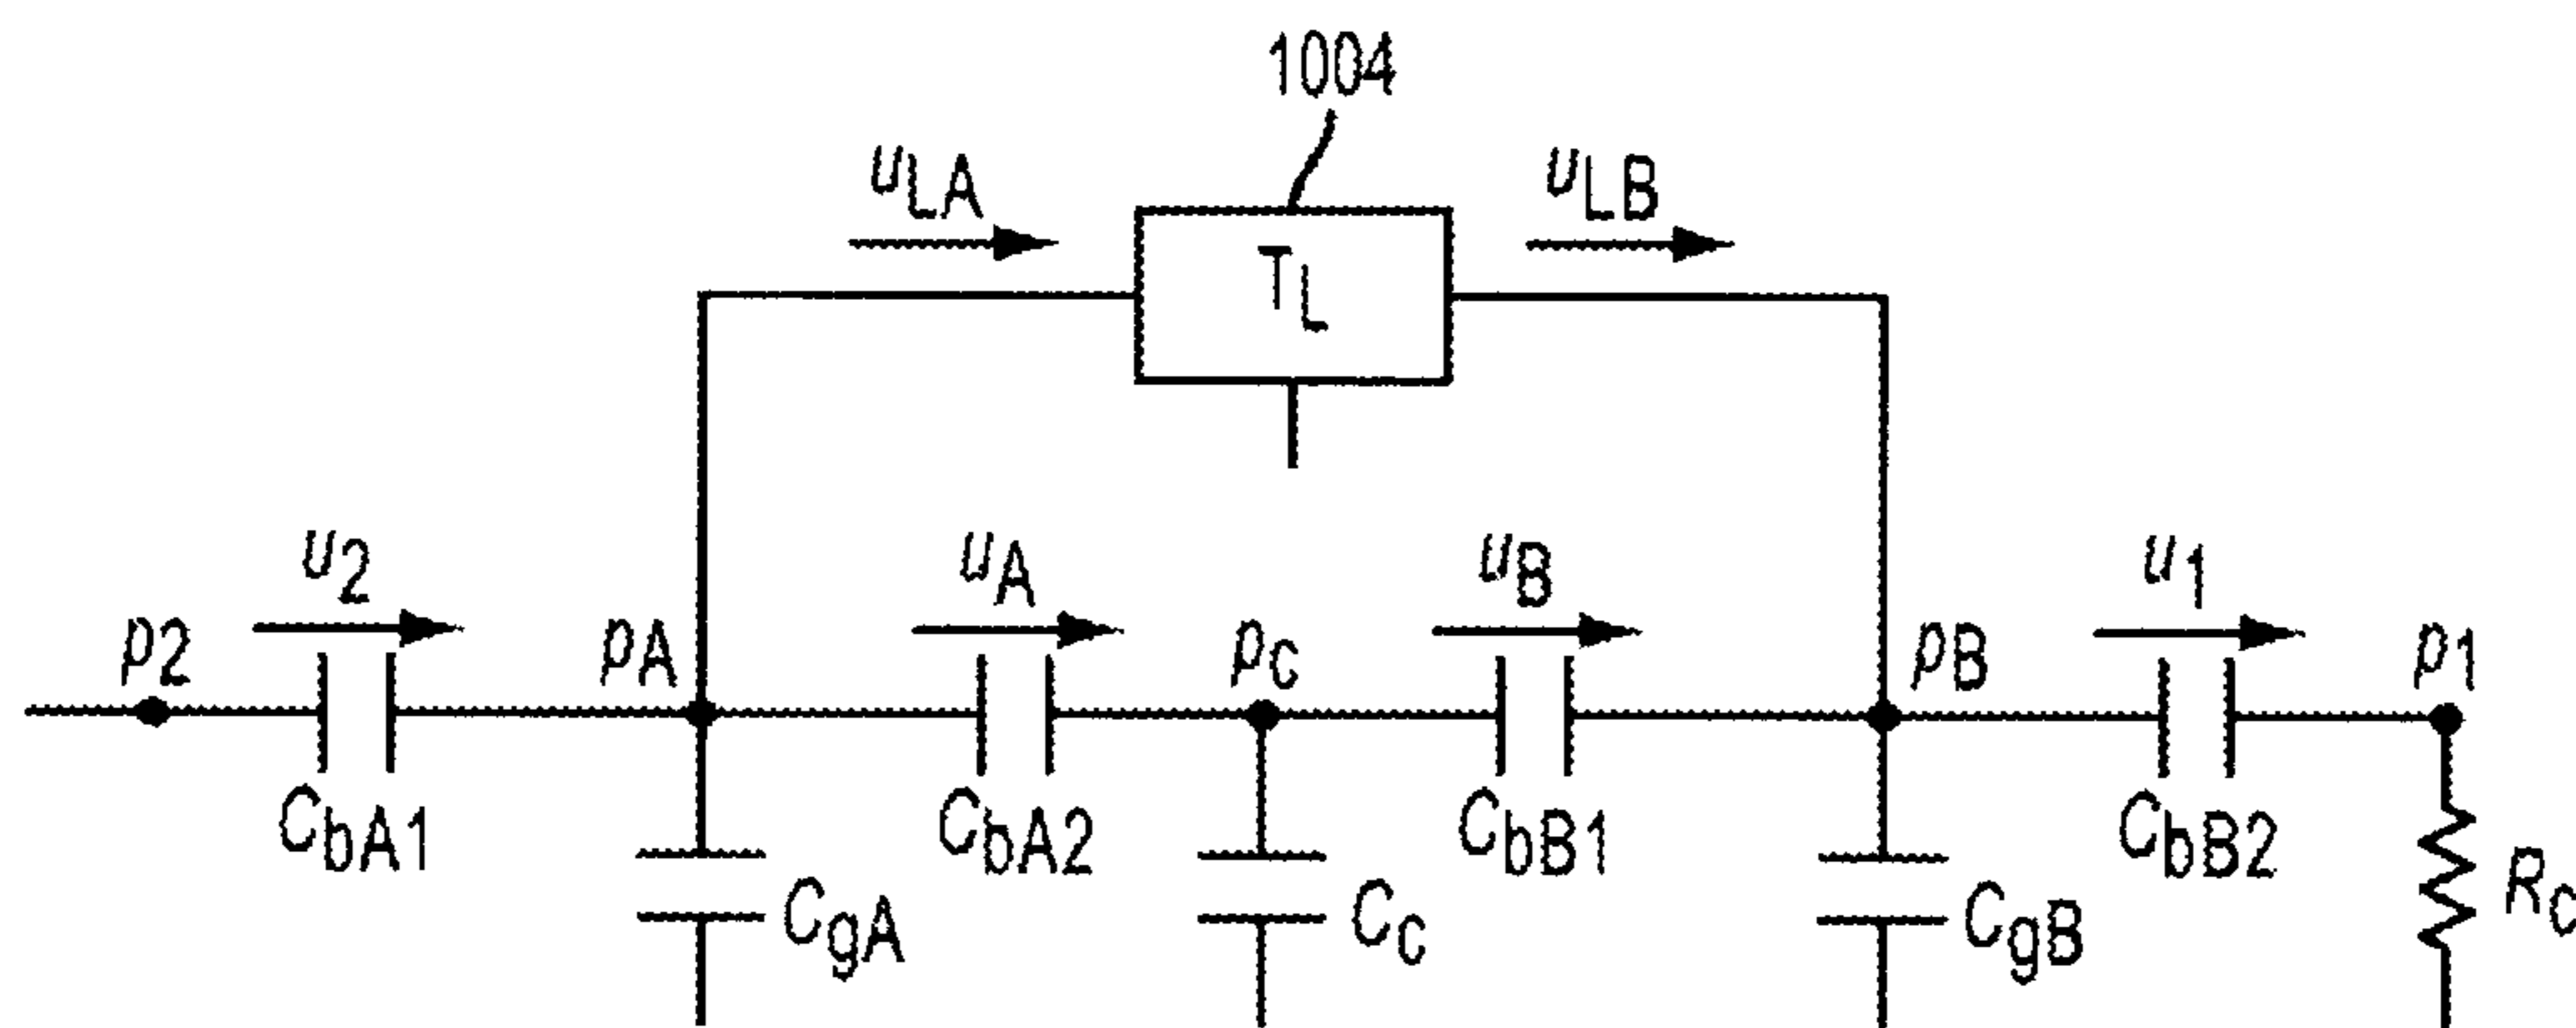 1004
uLA
uLB
TL
u2
uA
uB
u1
p2
pA
pc
pB
p1
CbA1
CbA2
CbB1
CbB2
CgA
Cc
CgB
Rc